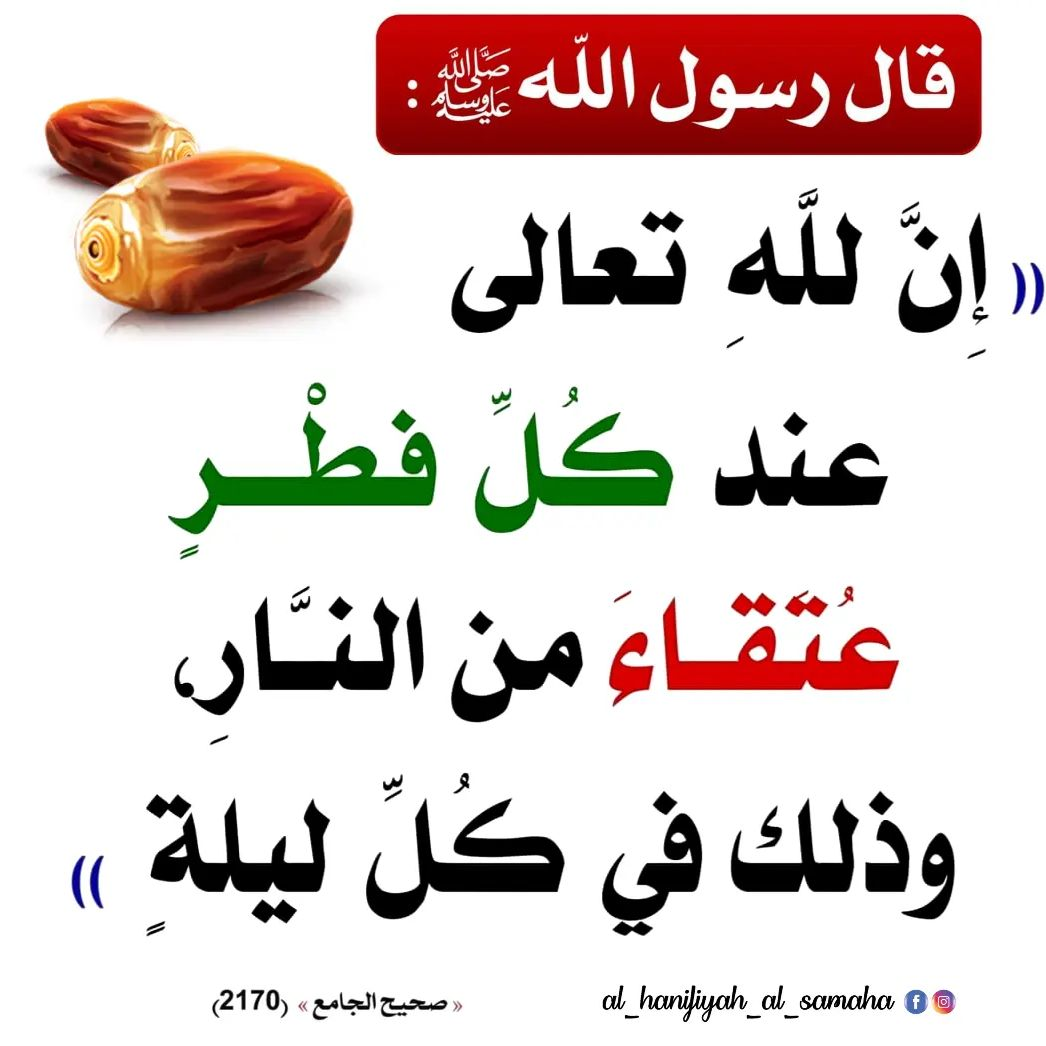 قال رسول الله ﷺ :
(( إِنَّ للَّهِ تعالى
عند كُلِّ فطْـرٍ
عُتَقـاءَ من النَّـارِ،
وذلك في كُلِّ ليلةٍ ))
« صحيح الجامع » (2170)
al_hanifiyah_al_samaha